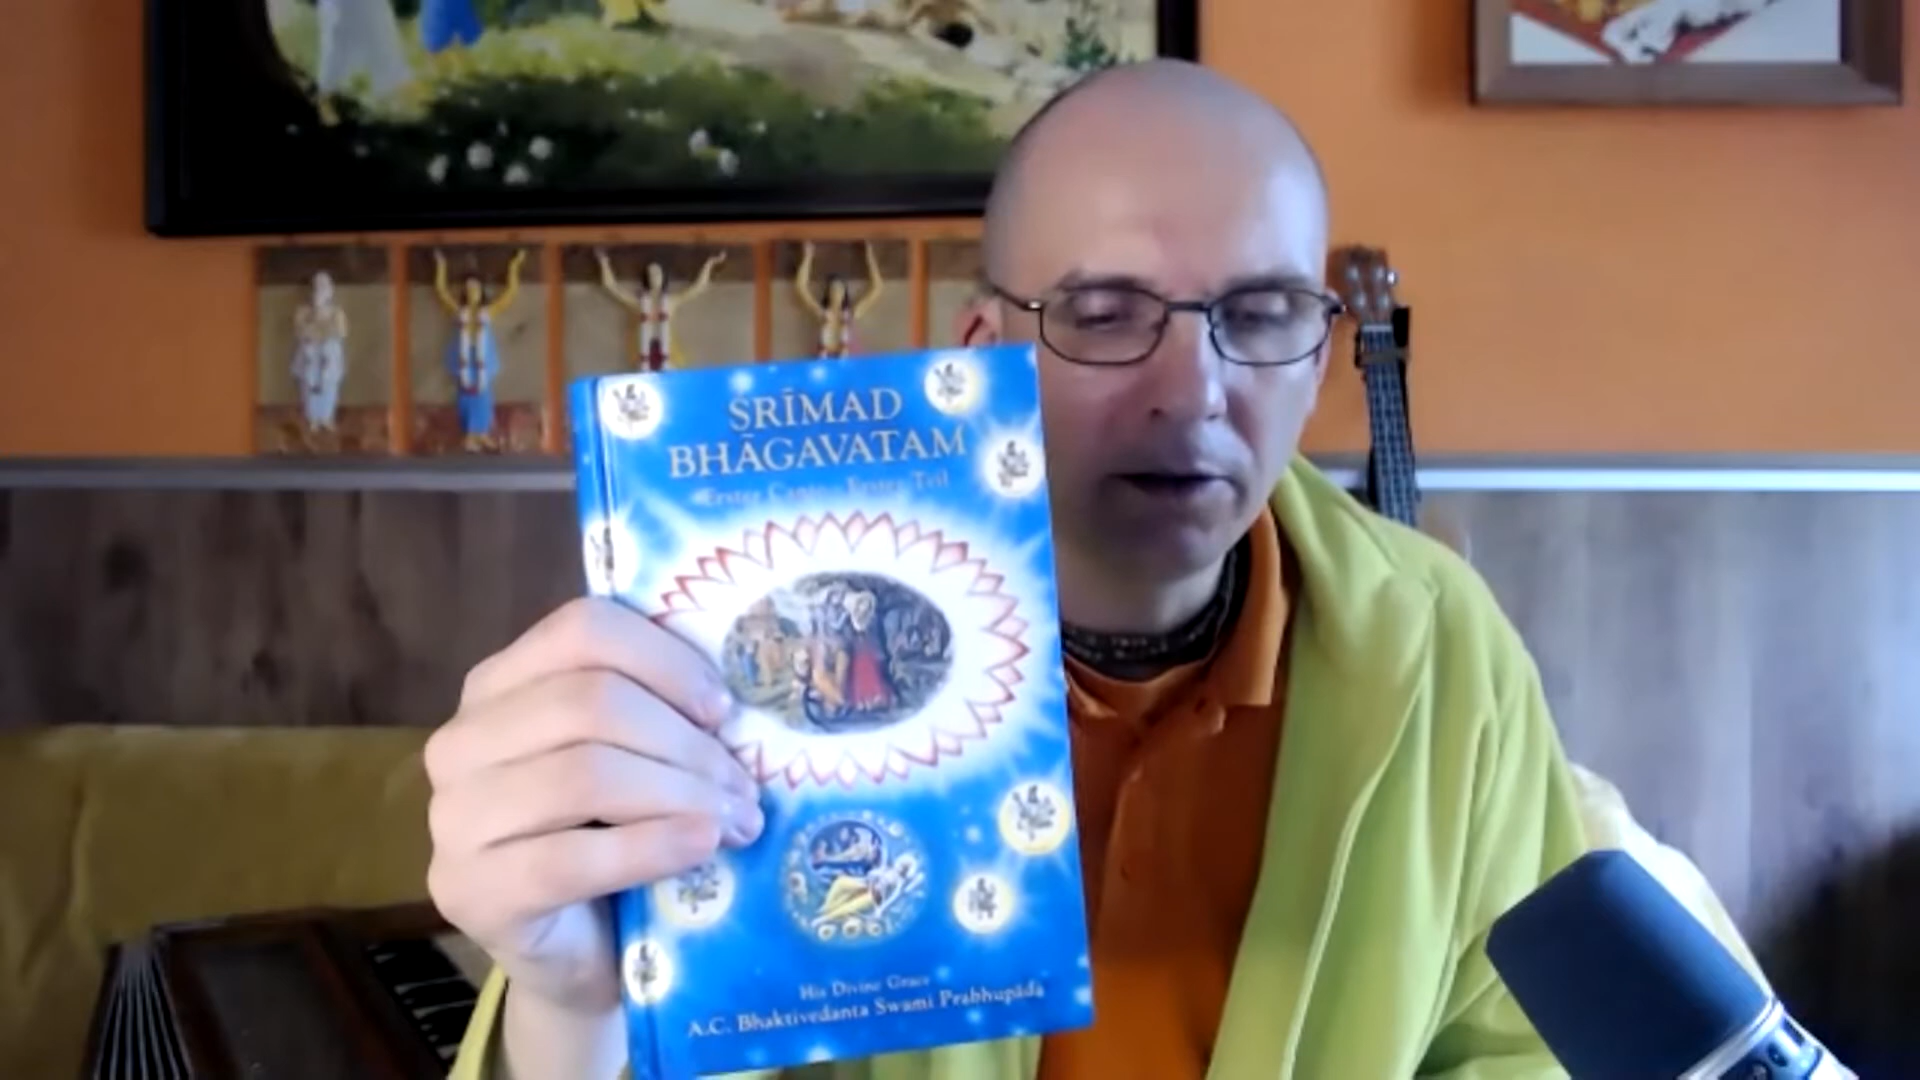 ŚRĪMAD
BHĀGAVATAM
Erster Canto - Erster Teil
His Divine Grace
A.C. Bhaktivedanta Swami Prabhupāda